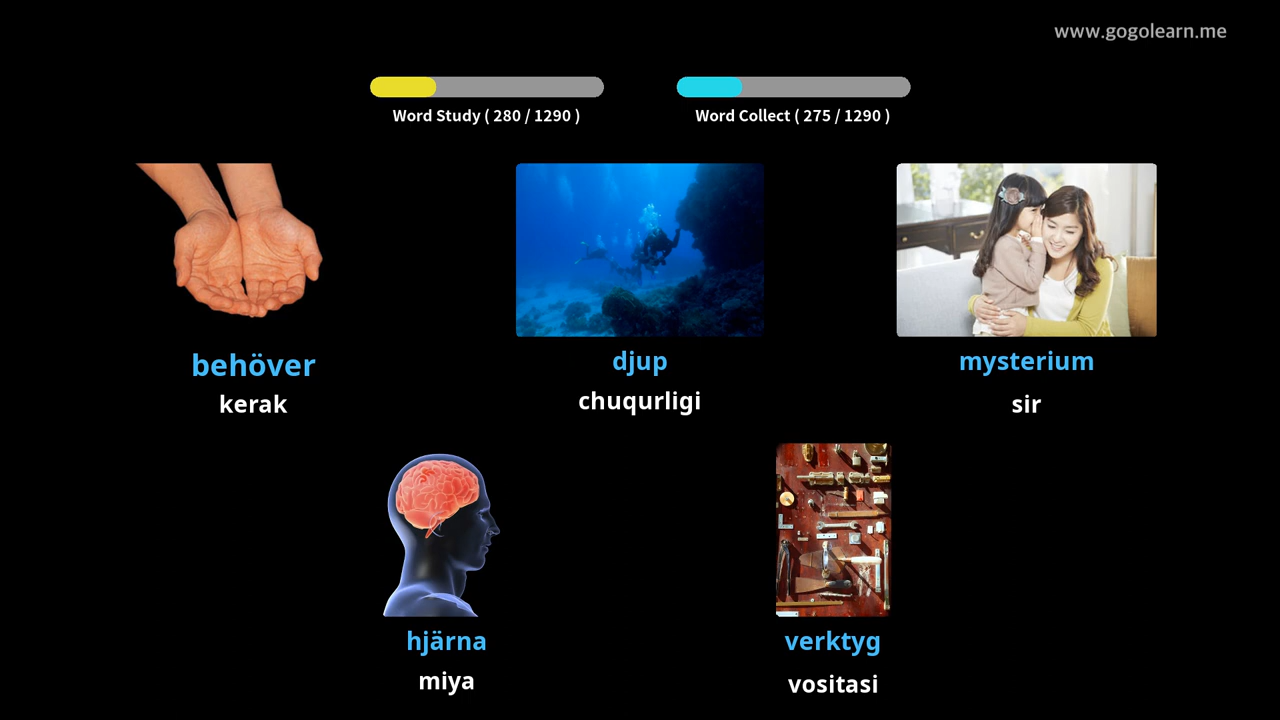 www.gogolearn.me
Word Study ( 280 / 1290 )
Word Collect ( 275 / 1290 )
behöver
kerak
djup
chuqurligi
mysterium
sir
hjärna
miya
verktyg
vositasi